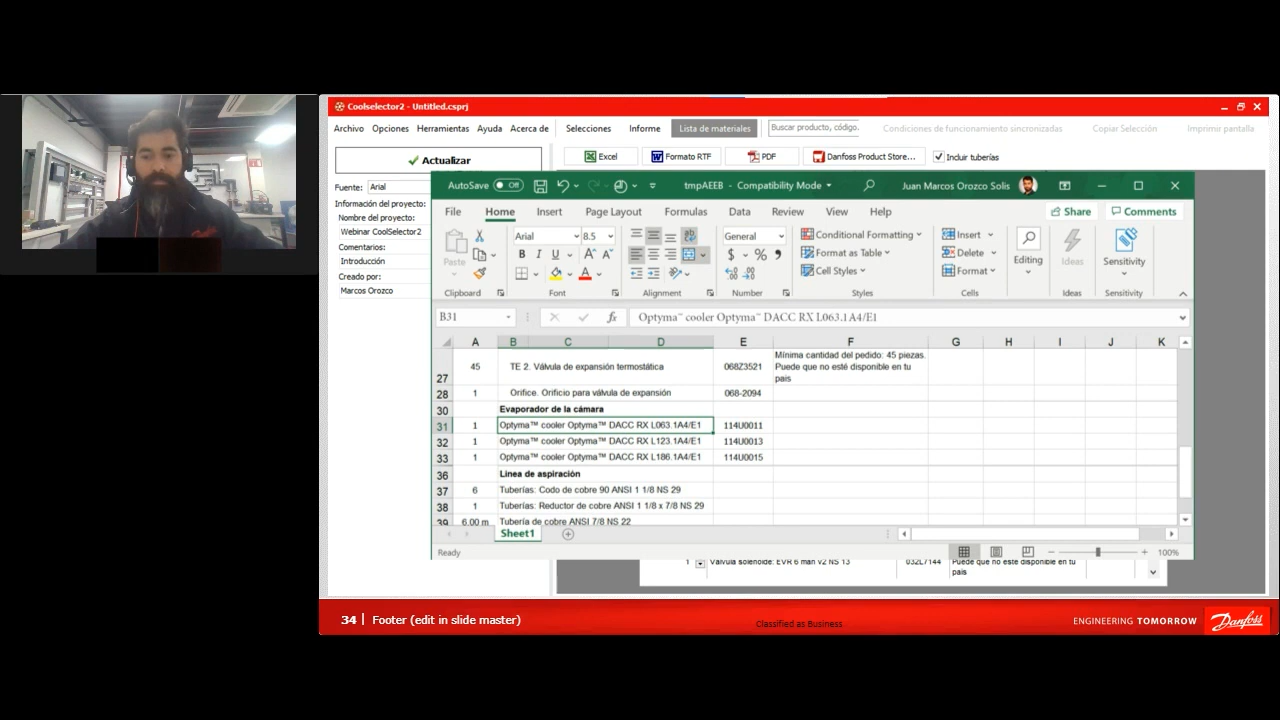 Coolselector2 - Untitled.csprj
Archivo Opciones Herramientas Ayuda Acerca de Selecciones Informe Lista de materiales Buscar producto, código. Condiciones de funcionamiento sincronizadas Copiar Selección Imprimir pantalla
Actualizar
Excel Formato RTF PDF Danfoss Product Store... Incluir tuberías
Fuente: Arial
Información del proyecto:
Nombre del proyecto:
Webinar CoolSelector2
Comentarios:
Introducción
Creado por:
Marcos Orozco
AutoSave Off tmpAEEB - Compatibility Mode Juan Marcos Orozco Solis
File Home Insert Page Layout Formulas Data Review View Help Share Comments
Paste Arial 8.5 General Conditional Formatting Insert Editing Ideas Sensitivity
B I U A A $ % Format as Table Delete
Cell Styles Format
Clipboard Font Alignment Number Styles Cells Ideas Sensitivity
B31 fx Optyma™ cooler Optyma™ DACC RX L063.1A4/E1
A B C D E F G H I J K
27 45 TE 2. Válvula de expansión termostática 068Z3521 Mínima cantidad del pedido: 45 piezas.
Puede que no esté disponible en tu
pais
28 1 Orifice. Orificio para válvula de expansión 068-2094
30 Evaporador de la cámara
31 1 Optyma™ cooler Optyma™ DACC RX L063.1A4/E1 114U0011
32 1 Optyma™ cooler Optyma™ DACC RX L123.1A4/E1 114U0013
33 1 Optyma™ cooler Optyma™ DACC RX L186.1A4/E1 114U0015
36 Linea de aspiración
37 6 Tuberías: Codo de cobre 90 ANSI 1 1/8 NS 29
38 1 Tuberías: Reductor de cobre ANSI 1 1/8 x 7/8 NS 29
39 6.00 m Tubería de cobre ANSI 7/8 NS 22
Sheet1
Ready 100%
1 Válvula solenoide: EVR 6 man v2 NS 13 032L7144 Puede que no esté disponible en tu
pais
34 | Footer (edit in slide master)
Classified as Business
ENGINEERING TOMORROW
Danfoss